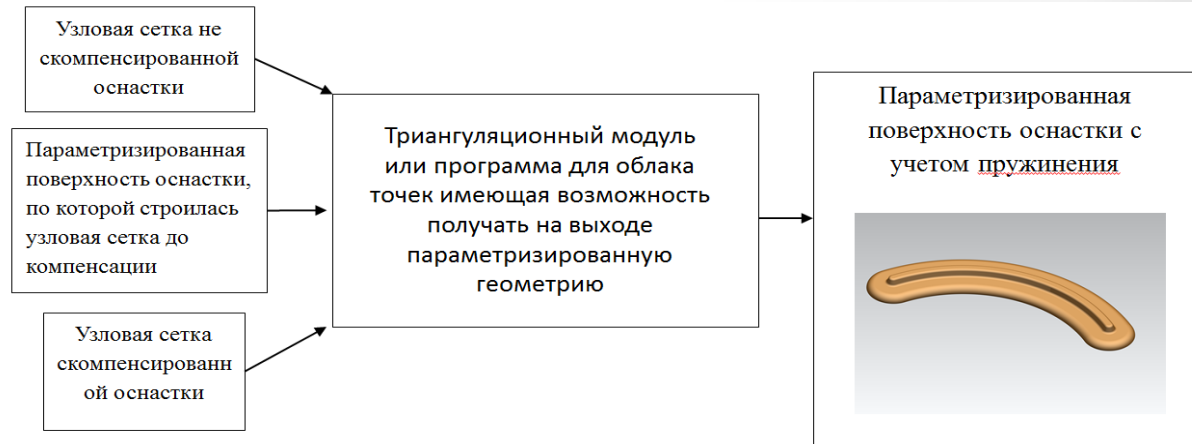 Узловая сетка не
скомпенсированной
оснастки
Параметризированная
поверхность оснастки,
по которой строилась
узловая сетка до
компенсации
Узловая сетка
скомпенсированн
ой оснастки
Триангуляционный модуль
или программа для облака
точек имеющая возможность
получать на выходе
параметризированную
геометрию
Параметризированная
поверхность оснастки с
учетом пружинения